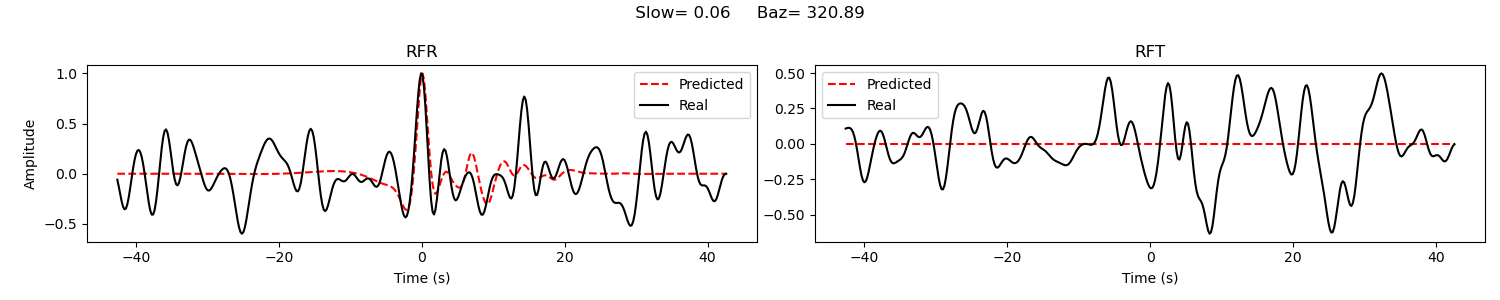 Slow= 0.06 Baz= 320.89
RFR
RFT
Amplitude
1.0
0.5
0.0
−0.5
−40
−20
0
20
40
Time (s)
Predicted
Real
0.50
0.25
0.00
−0.25
−0.50
−40
−20
0
20
40
Time (s)
Predicted
Real